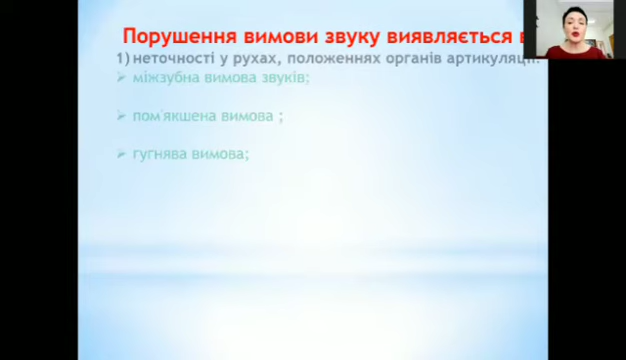 Порушення вимови звуку виявляється в
1) неточності у рухах, положеннях органів артикуляції:
➢ міжзубна вимова звуків;
➢ пом'якшена вимова ;
➢ гугнява вимова;